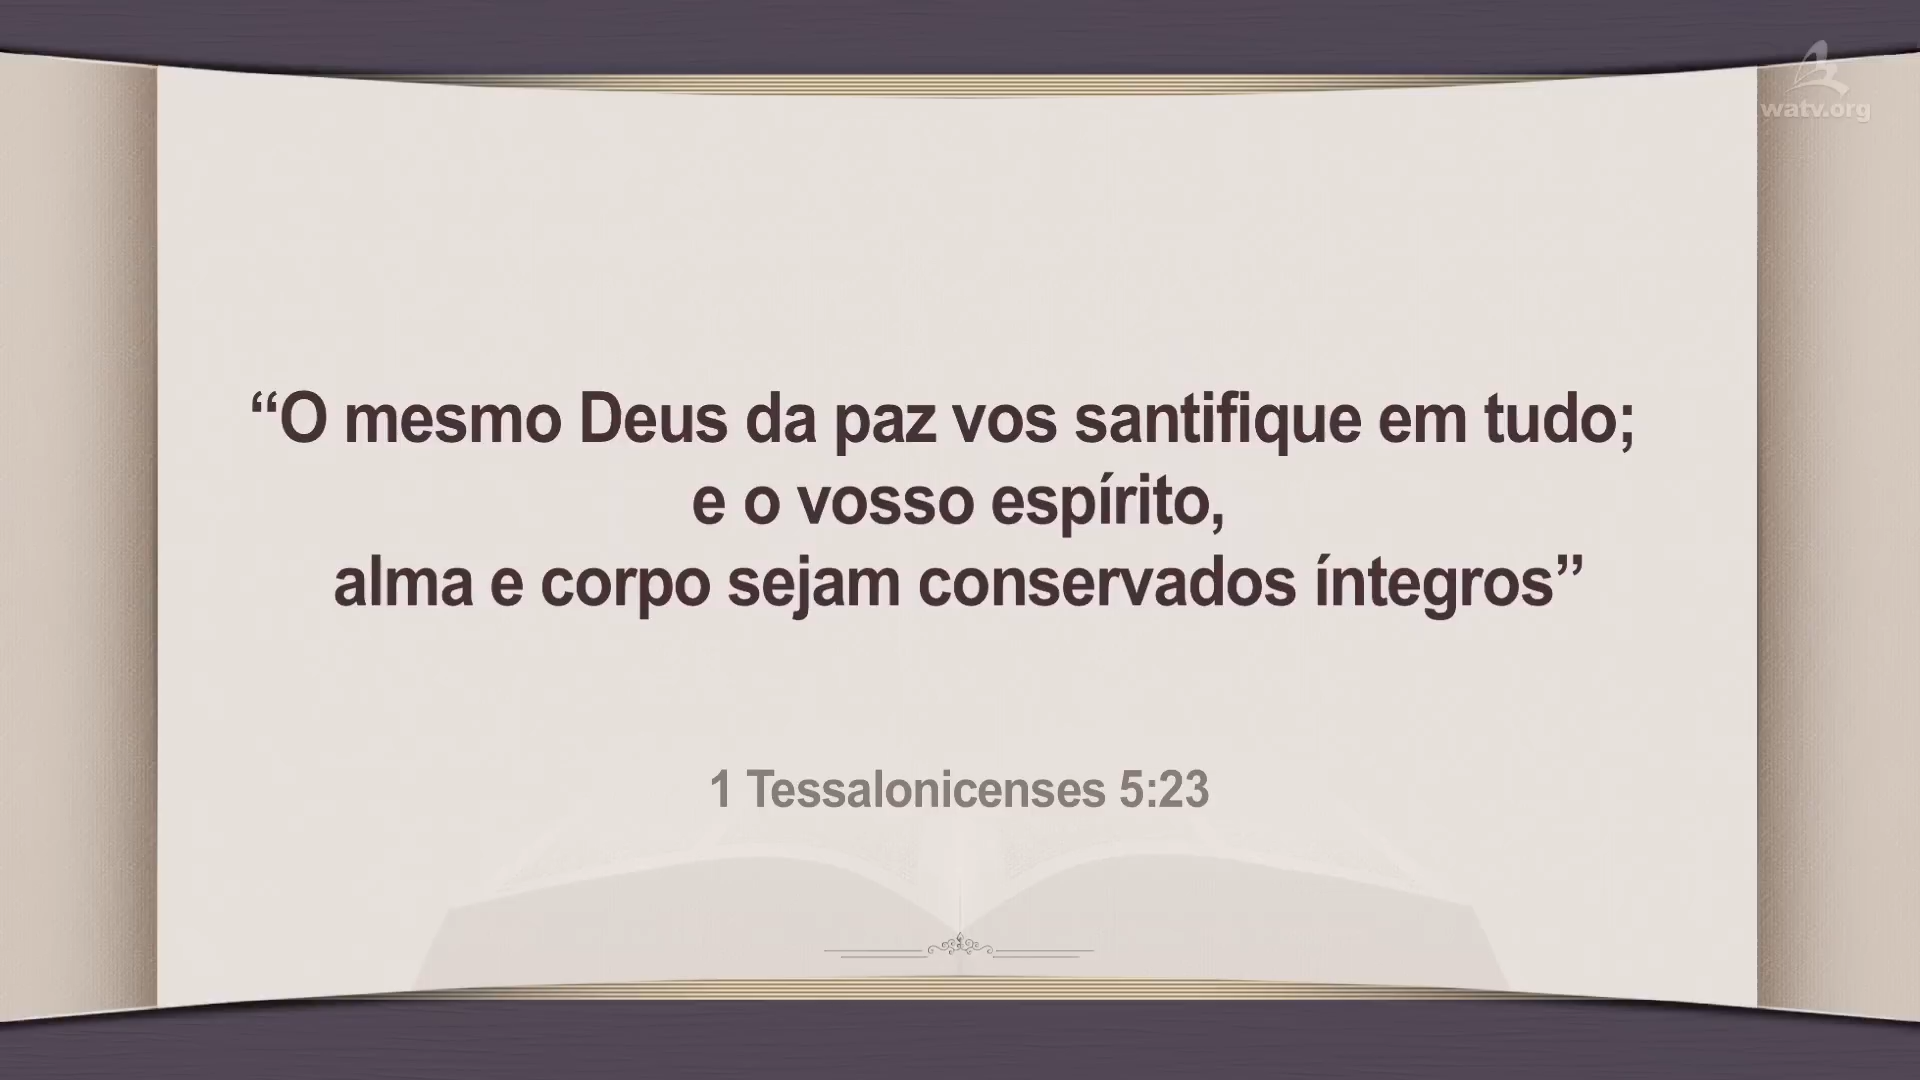 watv.org
“O mesmo Deus da paz vos santifique em tudo;
e o vosso espírito,
alma e corpo sejam conservados íntegros”
1 Tessalonicenses 5:23